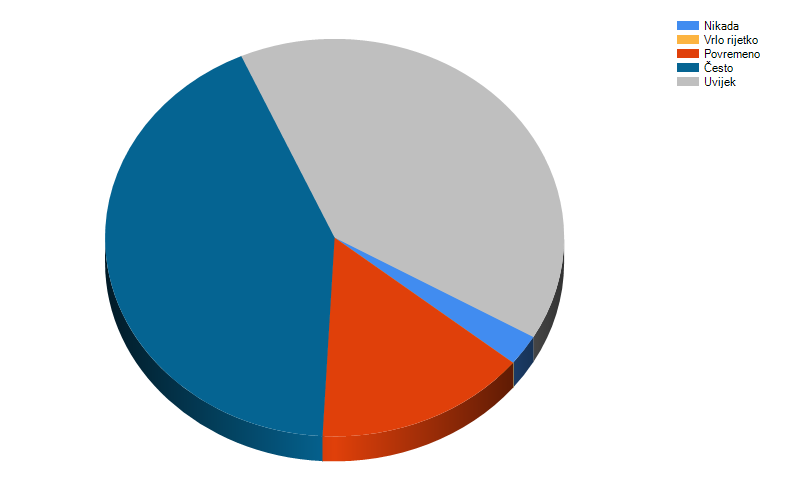 Nikada
Vrlo rijetko
Povremeno
Često
Uvijek